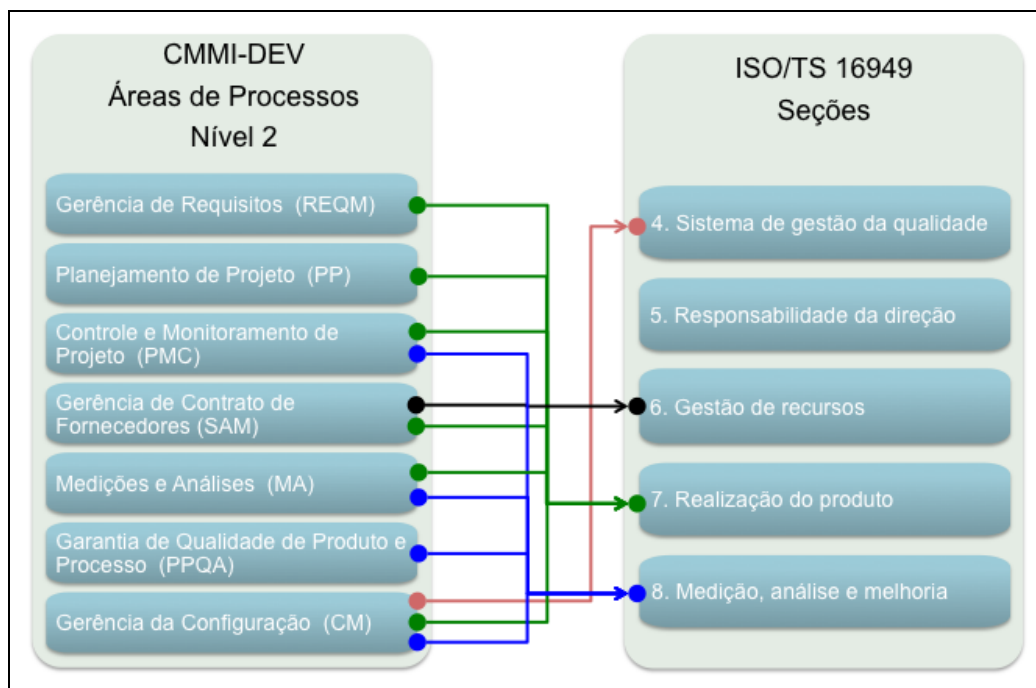 CMMI-DEV
Áreas de Processos
Nível 2
Gerência de Requisitos (REQM)
Planejamento de Projeto (PP)
Controle e Monitoramento de
Projeto (PMC)
Gerência de Contrato de
Fornecedores (SAM)
Medições e Análises (MA)
Garantia de Qualidade de Produto e
Processo (PPQA)
Gerência da Configuração (CM)
ISO/TS 16949
Seções
4. Sistema de gestão da qualidade
5. Responsabilidade da direção
6. Gestão de recursos
7. Realização do produto
8. Medição, análise e melhoria